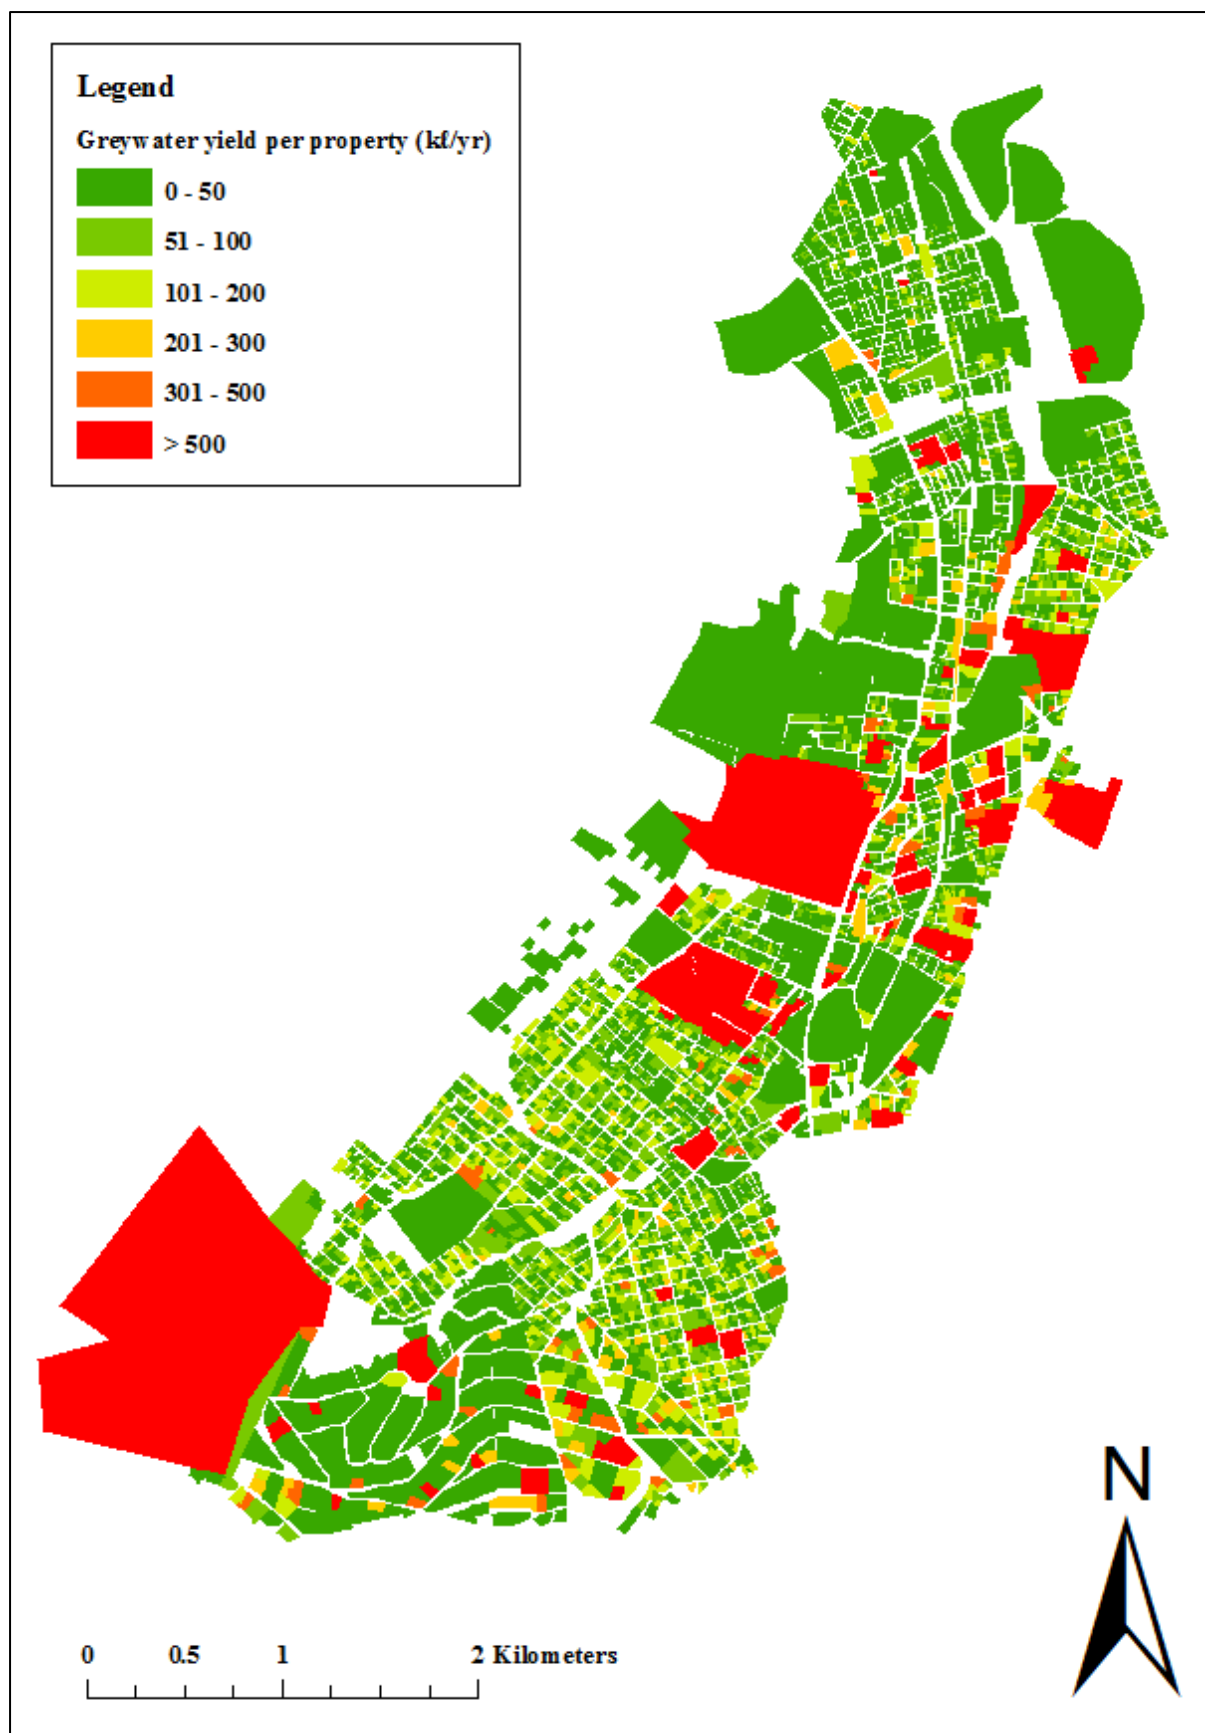 Legend
Greywater yield per property (kℓ/yr)
0 - 50
51 - 100
101 - 200
201 - 300
301 - 500
> 500
N
0 0.5 1 2 Kilometers